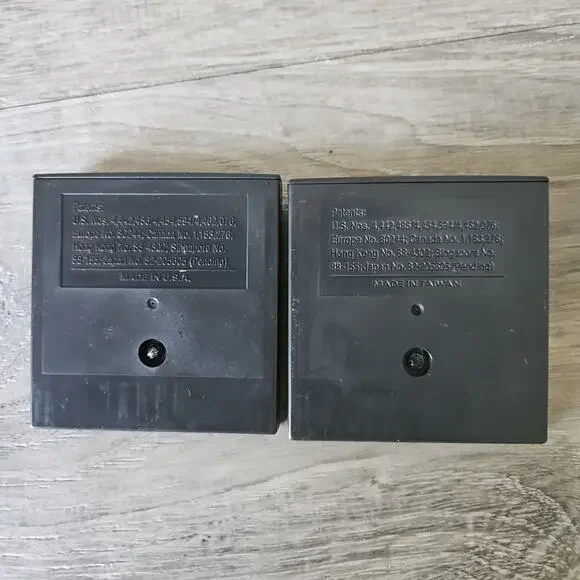 Patents:
U.S. Nos. 4,442,486/4,454,594/4,462,076;
Europe No. 60244; Canada No. 1,183,276;
Hong Kong No. 88-4302; Singapore No.
88-155; Japan No. 82-205605 (Pending)
MADE IN U.S.A.
Patents:
U.S. Nos. 4,442,486/4,454,594/4,462,076;
Europe No. 60244; Canada No. 1,183,276;
Hong Kong No. 88-4302; Singapore No.
88-155; Japan No. 82-205605 (Pending)
MADE IN TAIWAN